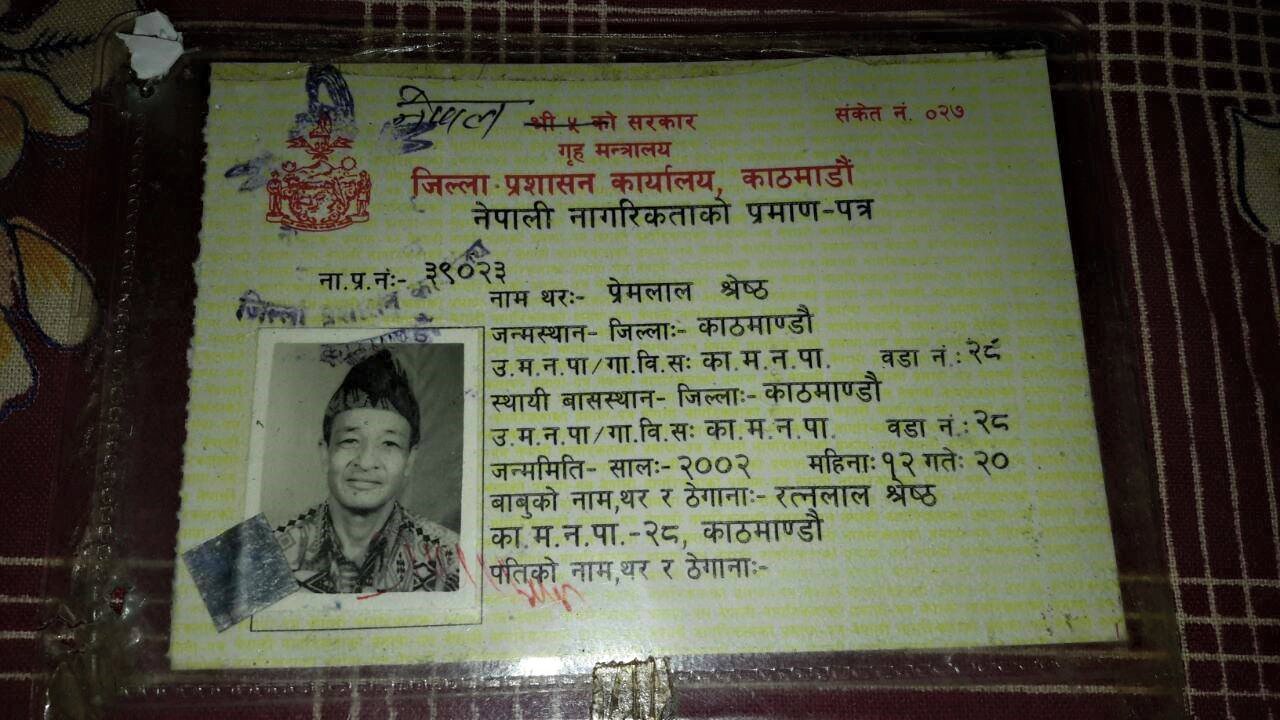 नेपाल
श्री ५ को सरकार
संकेत नं. ०२७
गृह मन्त्रालय
जिल्ला प्रशासन कार्यालय, काठमाडौं
नेपाली नागरिकताको प्रमाण-पत्र
ना.प्र.नं:- ३९०२३
नाम थर:- प्रेमलाल श्रेष्ठ
जिल्ला प्रशासन
जन्मस्थान- जिल्ला:- काठमाण्डौ
उ.म.न.पा/गा.वि.स: का.म.न.पा. वडा नं.: २८
स्थायी बासस्थान- जिल्ला:- काठमाण्डौ
उ.म.न.पा/गा.वि.स: का.म.न.पा. वडा नं.: २८
जन्ममिति- साल:- २००२ महिना: १२ गते: २०
बाबुको नाम,थर र ठेगाना:- रत्नलाल श्रेष्ठ
का.म.न.पा.-२८, काठमाण्डौ
पतिको नाम,थर र ठेगाना:-